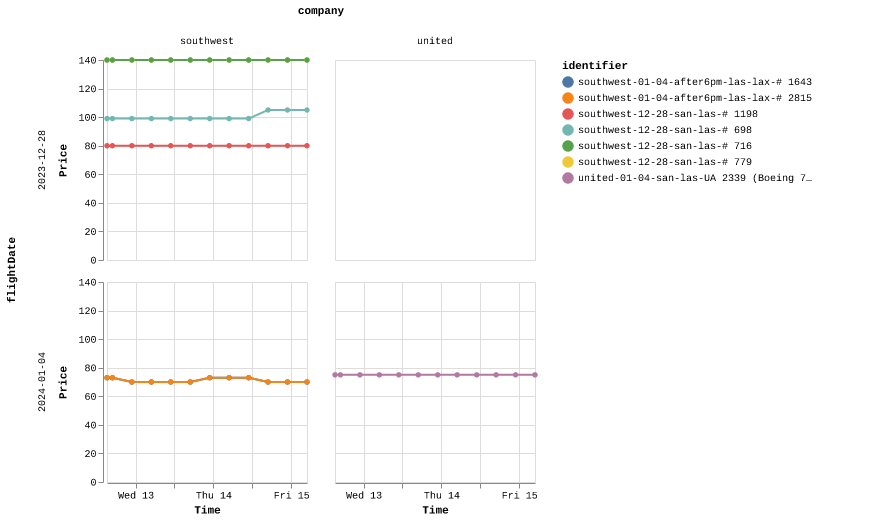 company
southwest
united
flightDate
2023-12-28
Price
140
120
100
80
60
40
20
0
2024-01-04
Price
140
120
100
80
60
40
20
0
Wed 13
Thu 14
Fri 15
Time
Wed 13
Thu 14
Fri 15
Time
identifier
southwest-01-04-after6pm-las-lax-# 1643
southwest-01-04-after6pm-las-lax-# 2815
southwest-12-28-san-las-# 1198
southwest-12-28-san-las-# 698
southwest-12-28-san-las-# 716
southwest-12-28-san-las-# 779
united-01-04-san-las-UA 2339 (Boeing 7…